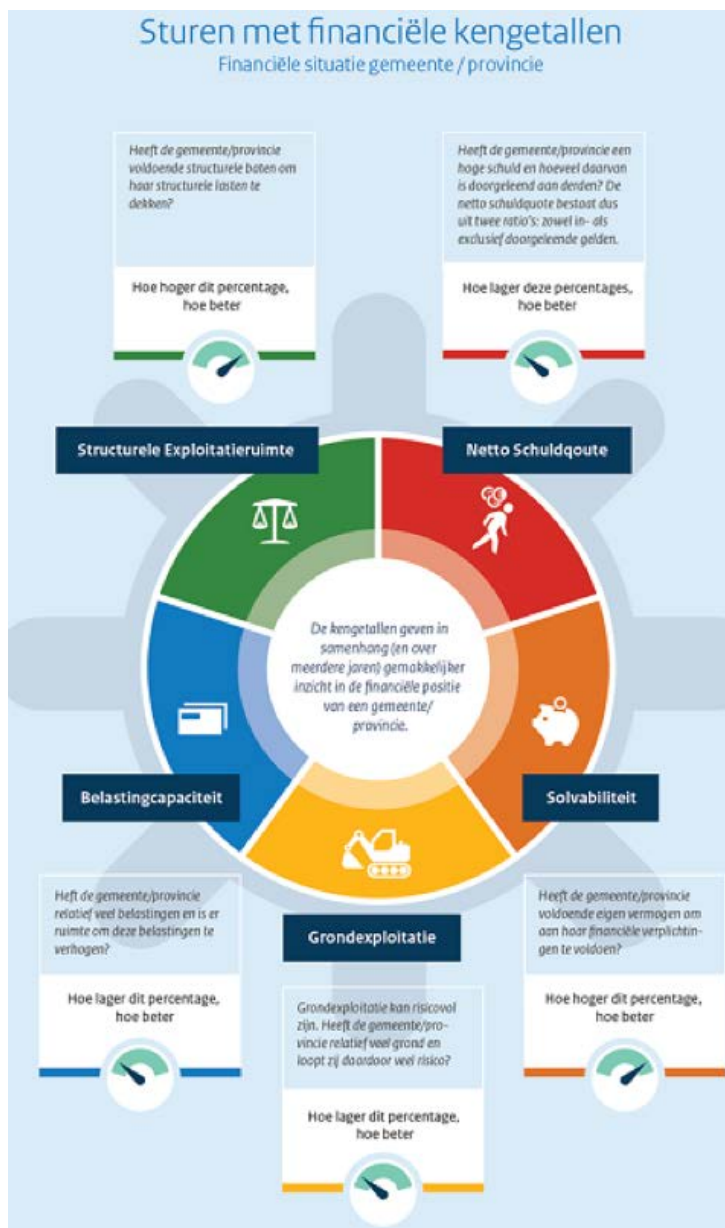 Sturen met financiële kengetallen
Financiële situatie gemeente / provincie
Heeft de gemeente/provincie
voldoende structurele baten om
haar structurele lasten te
dekken?
Hoe hoger dit percentage,
hoe beter
Heeft de gemeente/provincie een
hoge schuld en hoeveel daarvan
is doorgeleend aan derden? De
netto schuldquote bestaat dus
uit twee ratio's: zowel in- als
exclusief doorgeleende gelden.
Hoe lager deze percentages,
hoe beter
Structurele Exploitatieruimte
Netto Schuldqoute
De kengetallen geven in
samenhang (en over
meerdere jaren) gemakkelijker
inzicht in de financiële positie
van een gemeente/
provincie.
Belastingcapaciteit
Solvabiliteit
Heft de gemeente/provincie
relatief veel belastingen en is er
ruimte om deze belastingen te
verhogen?
Hoe lager dit percentage,
hoe beter
Grondexploitatie
Grondexploitatie kan risicovol
zijn. Heeft de gemeente/pro-
vincie relatief veel grond en
loopt zij daardoor veel risico?
Hoe lager dit percentage,
hoe beter
Heeft de gemeente/provincie
voldoende eigen vermogen om
aan haar financiële verplichtin-
gen te voldoen?
Hoe hoger dit percentage,
hoe beter